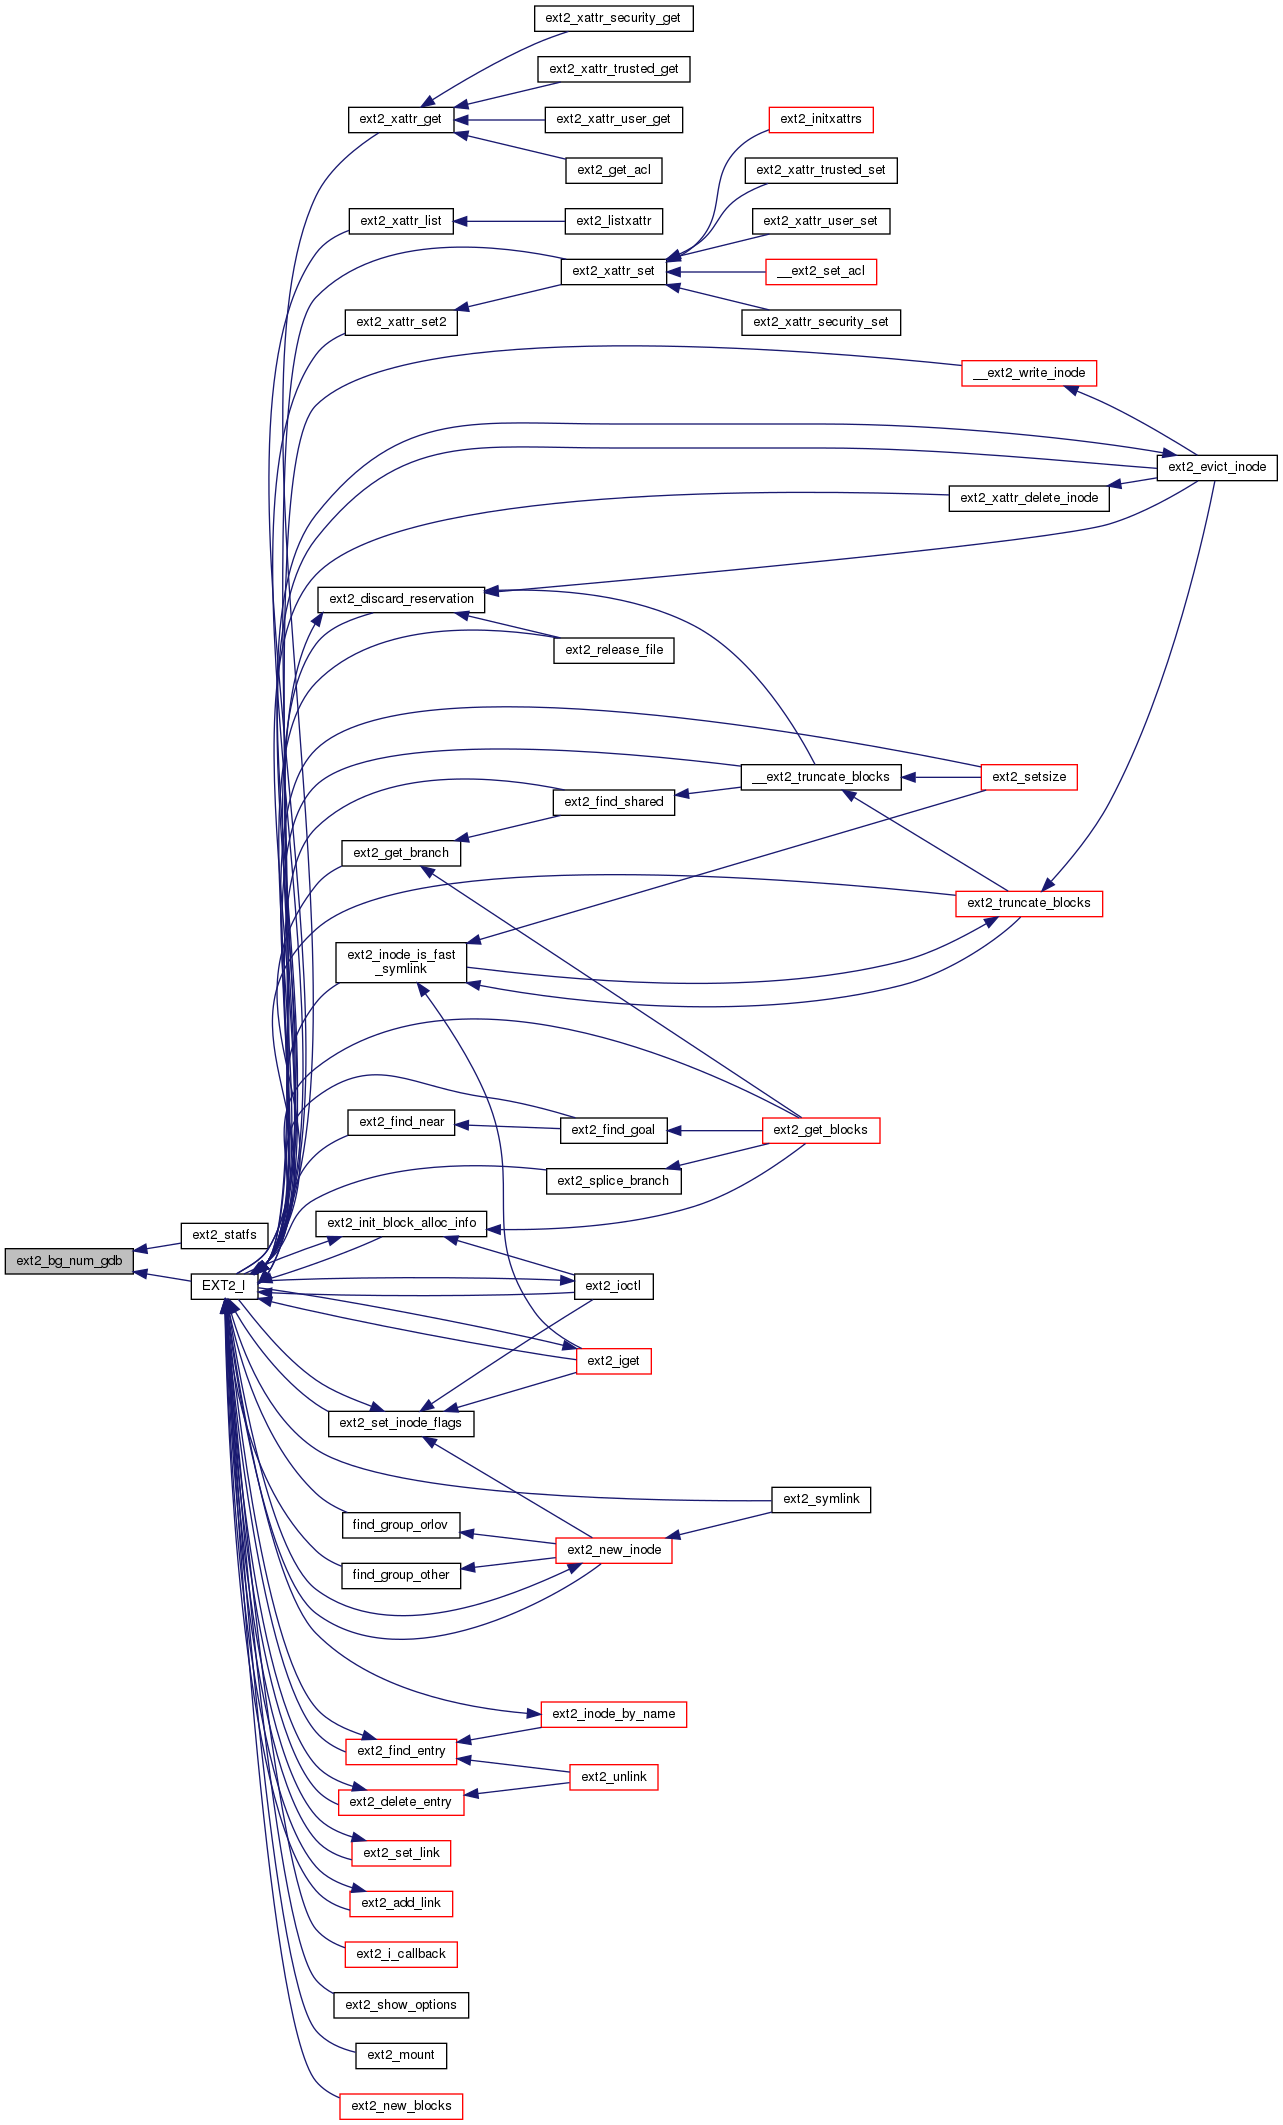 ext2_xattr_security_get
ext2_xattr_trusted_get
ext2_xattr_get
ext2_xattr_user_get
ext2_initxattrs
ext2_get_acl
ext2_xattr_trusted_set
ext2_xattr_list
ext2_listxattr
ext2_xattr_user_set
ext2_xattr_set
__ext2_set_acl
ext2_xattr_set2
ext2_xattr_security_set
__ext2_write_inode
ext2_evict_inode
ext2_xattr_delete_inode
ext2_discard_reservation
ext2_release_file
__ext2_truncate_blocks
ext2_setsize
ext2_find_shared
ext2_get_branch
ext2_truncate_blocks
ext2_inode_is_fast
_symlink
ext2_find_near
ext2_find_goal
ext2_get_blocks
ext2_splice_branch
ext2_init_block_alloc_info
ext2_statfs
ext2_bg_num_gdb
EXT2_I
ext2_ioctl
ext2_iget
ext2_set_inode_flags
ext2_symlink
find_group_orlov
ext2_new_inode
find_group_other
ext2_inode_by_name
ext2_find_entry
ext2_unlink
ext2_delete_entry
ext2_set_link
ext2_add_link
ext2_i_callback
ext2_show_options
ext2_mount
ext2_new_blocks